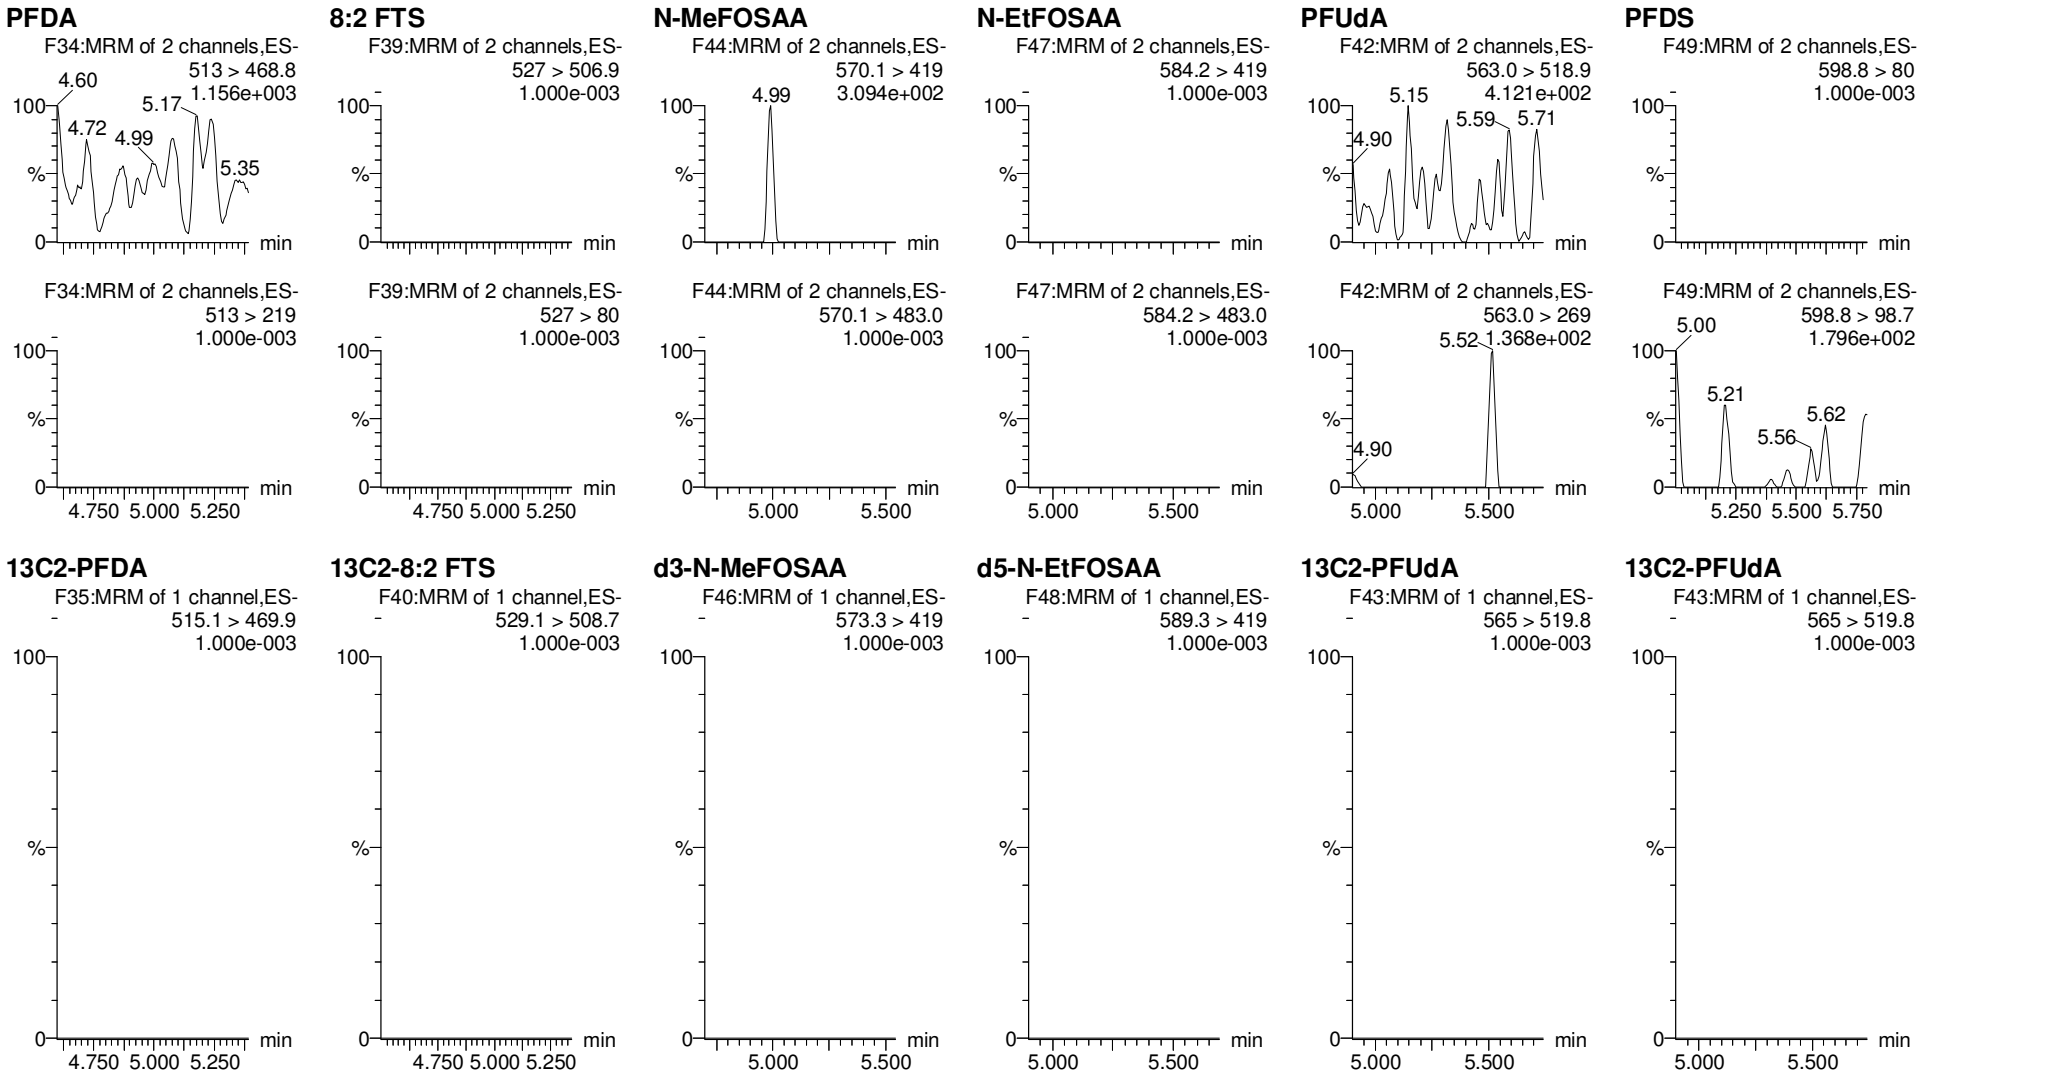 PFDA
F34:MRM of 2 channels,ES-
513 > 468.8
1.156e+003
4.60
4.72
4.99
5.17
5.35
100
%
0
min
F34:MRM of 2 channels,ES-
513 > 219
1.000e-003
100
%
0
min
4.750 5.000 5.250
8:2 FTS
F39:MRM of 2 channels,ES-
527 > 506.9
1.000e-003
100
%
0
min
F39:MRM of 2 channels,ES-
527 > 80
1.000e-003
100
%
0
min
4.750 5.000 5.250
N-MeFOSAA
F44:MRM of 2 channels,ES-
570.1 > 419
3.094e+002
4.99
100
%
0
min
F44:MRM of 2 channels,ES-
570.1 > 483.0
1.000e-003
100
%
0
min
5.000 5.500
N-EtFOSAA
F47:MRM of 2 channels,ES-
584.2 > 419
1.000e-003
100
%
0
min
F47:MRM of 2 channels,ES-
584.2 > 483.0
1.000e-003
100
%
0
min
5.000 5.500
PFUdA
F42:MRM of 2 channels,ES-
563.0 > 518.9
4.121e+002
5.15
4.90
5.59
5.71
100
%
0
min
F42:MRM of 2 channels,ES-
563.0 > 269
1.368e+002
5.52
4.90
100
%
0
min
5.000 5.500
PFDS
F49:MRM of 2 channels,ES-
598.8 > 80
1.000e-003
100
%
0
min
F49:MRM of 2 channels,ES-
598.8 > 98.7
1.796e+002
5.00
5.21
5.56
5.62
100
%
0
min
5.250 5.500 5.750
13C2-PFDA
F35:MRM of 1 channel,ES-
515.1 > 469.9
1.000e-003
100
%
0
min
4.750 5.000 5.250
13C2-8:2 FTS
F40:MRM of 1 channel,ES-
529.1 > 508.7
1.000e-003
100
%
0
min
4.750 5.000 5.250
d3-N-MeFOSAA
F46:MRM of 1 channel,ES-
573.3 > 419
1.000e-003
100
%
0
min
5.000 5.500
d5-N-EtFOSAA
F48:MRM of 1 channel,ES-
589.3 > 419
1.000e-003
100
%
0
min
5.000 5.500
13C2-PFUdA
F43:MRM of 1 channel,ES-
565 > 519.8
1.000e-003
100
%
0
min
5.000 5.500
13C2-PFUdA
F43:MRM of 1 channel,ES-
565 > 519.8
1.000e-003
100
%
0
min
5.000 5.500